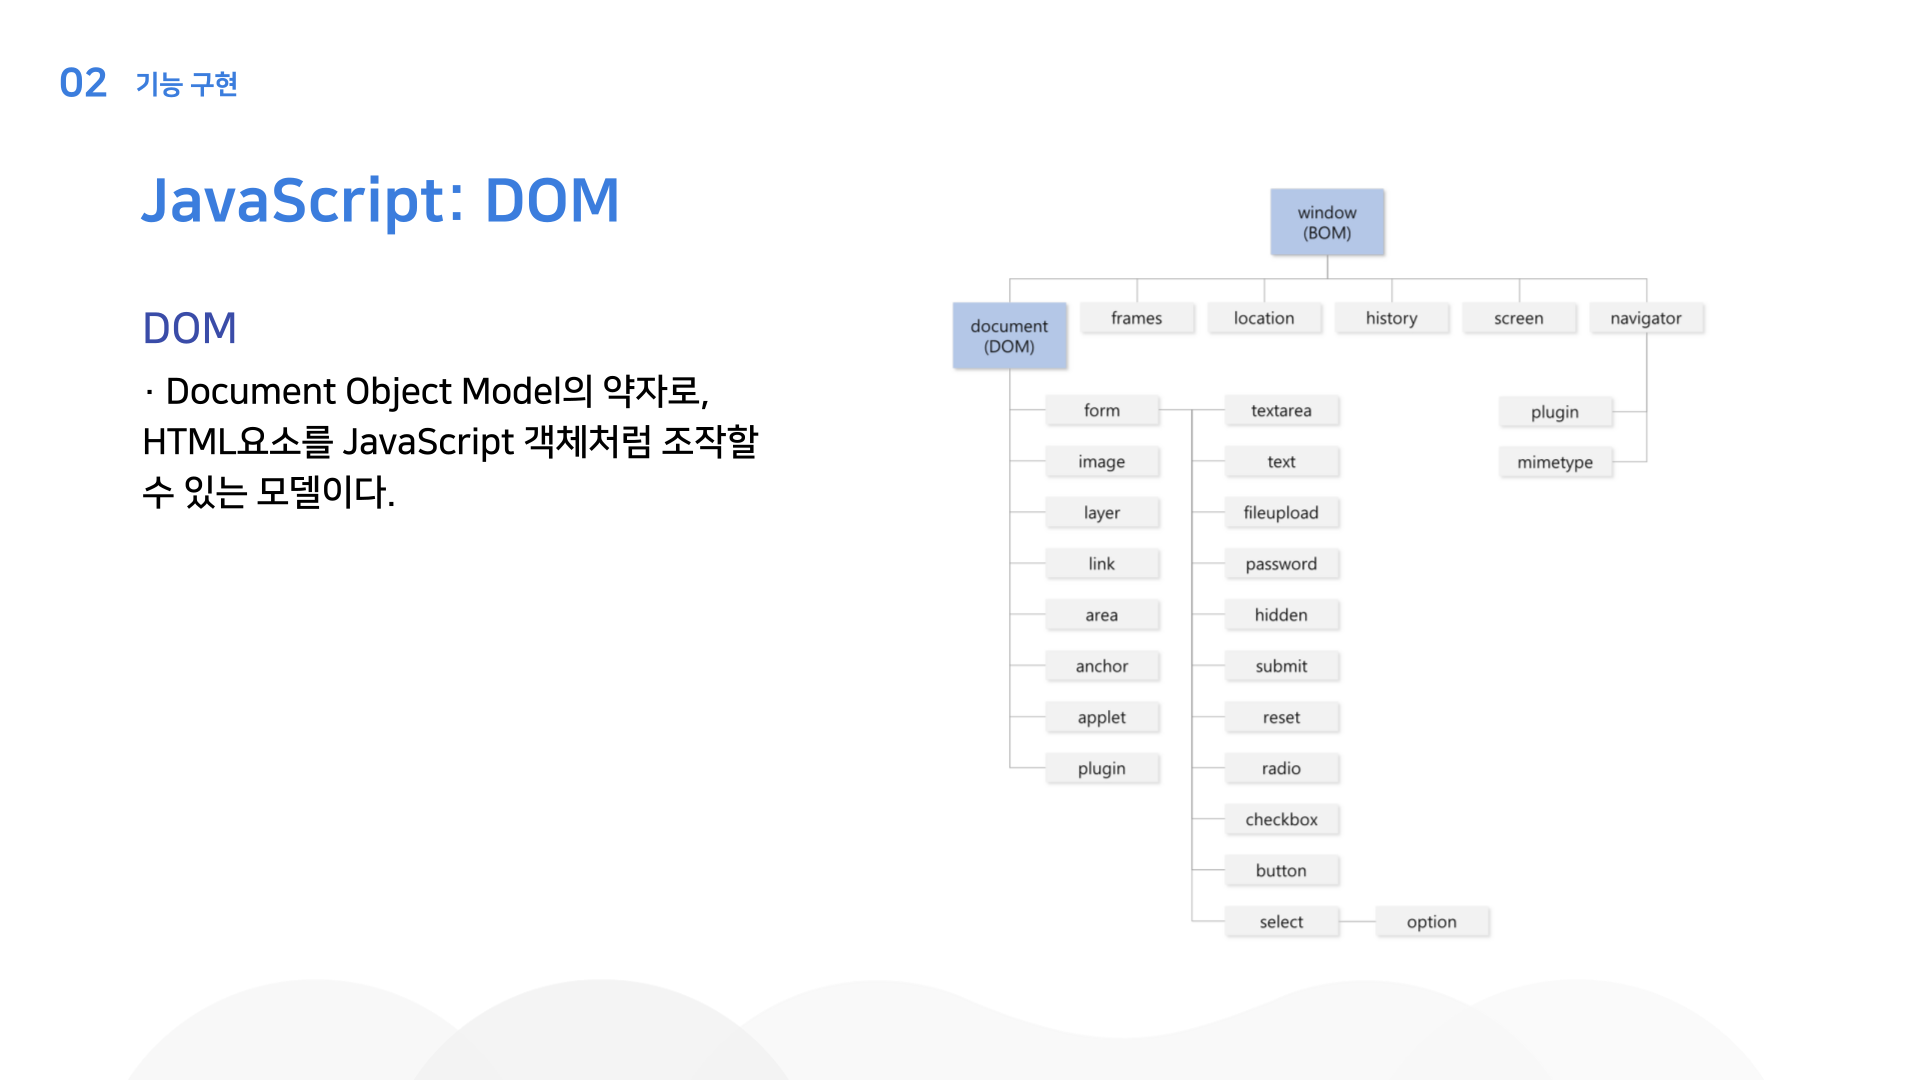 02 기능 구현
JavaScript: DOM
DOM
· Document Object Model의 약자로,
HTML요소를 JavaScript 객체처럼 조작할
수 있는 모델이다.
window
(BOM)
document
(DOM)
frames
location
history
screen
navigator
form
image
layer
link
area
anchor
applet
plugin
textarea
text
fileupload
password
hidden
submit
reset
radio
checkbox
button
select
option
plugin
mimetype